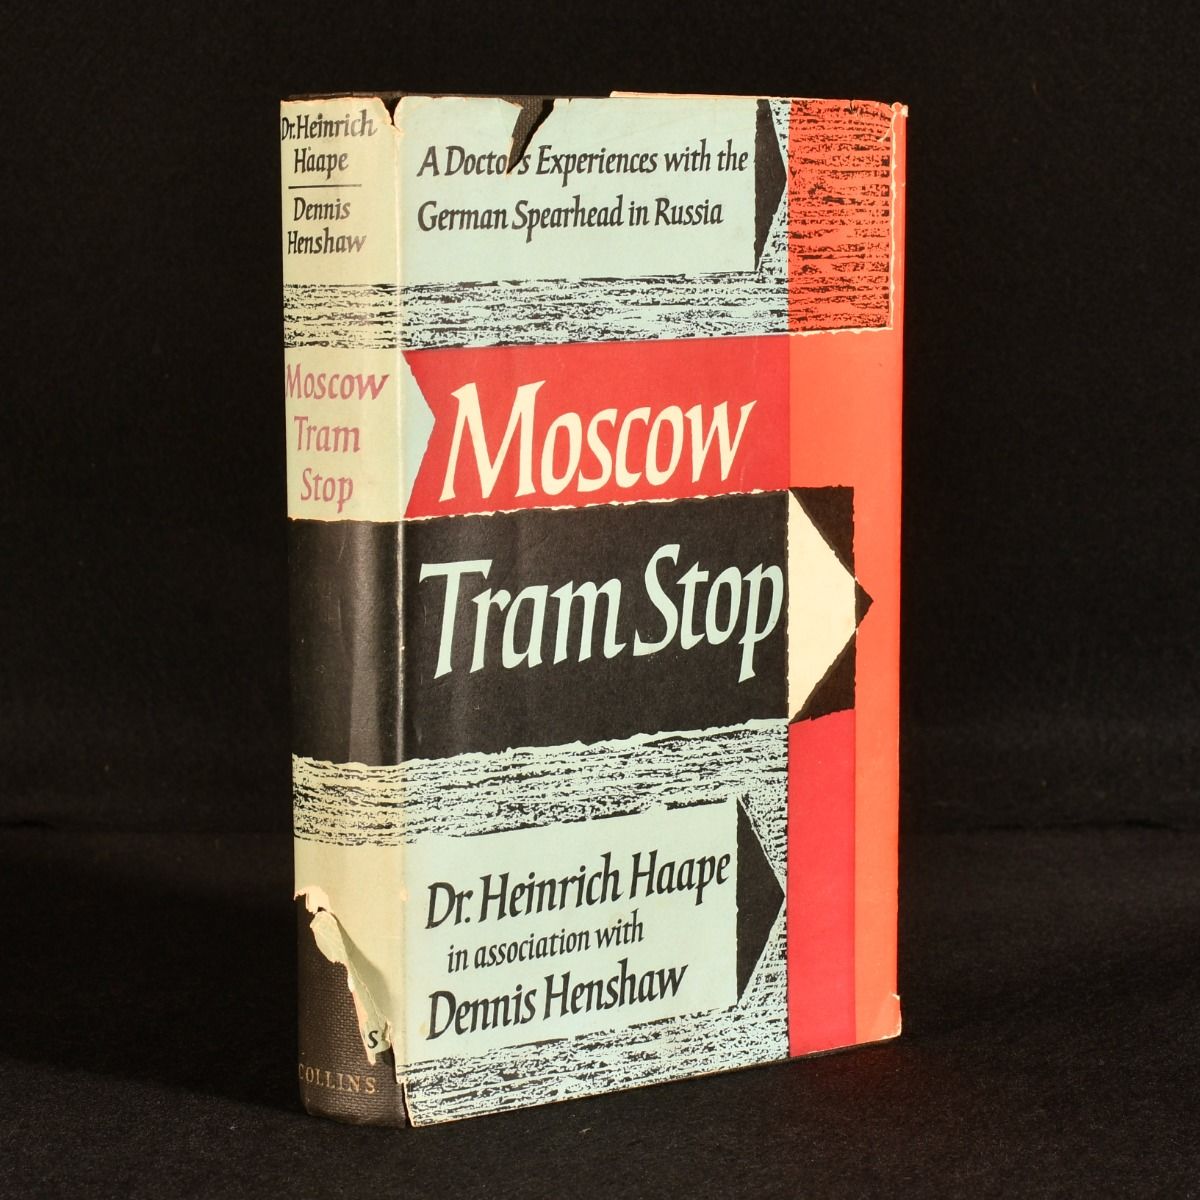 Dr. Heinrich
Haape
Dennis
Henshaw
Moscow
Tram
Stop
S
COLLINS
A Doctor's Experiences with the
German Spearhead in Russia
Moscow
Tram Stop
Dr. Heinrich Haape
in association with
Dennis Henshaw